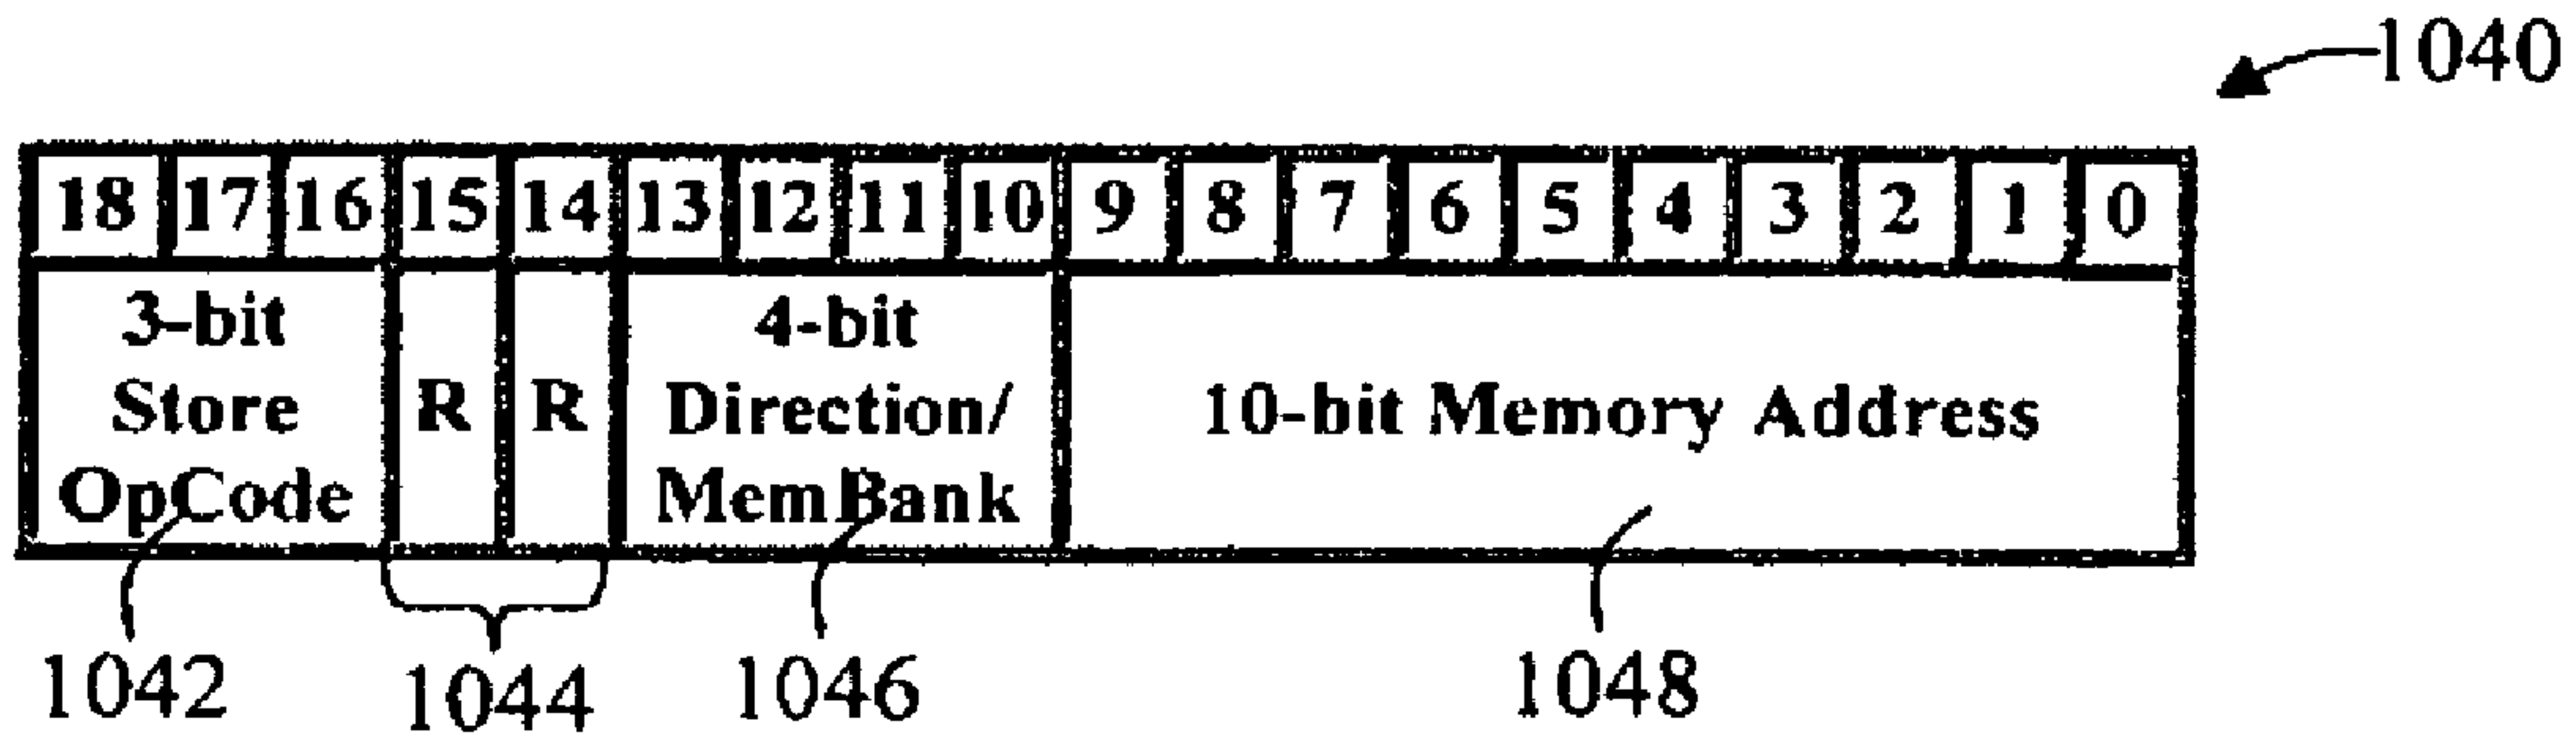 1040
18 17 16 15 14 13 12 11 10 9 8 7 6 5 4 3 2 1 0
3-bit
Store
OpCode
R
R
4-bit
Direction/
MemBank
10-bit Memory Address
1042
1044
1046
1048